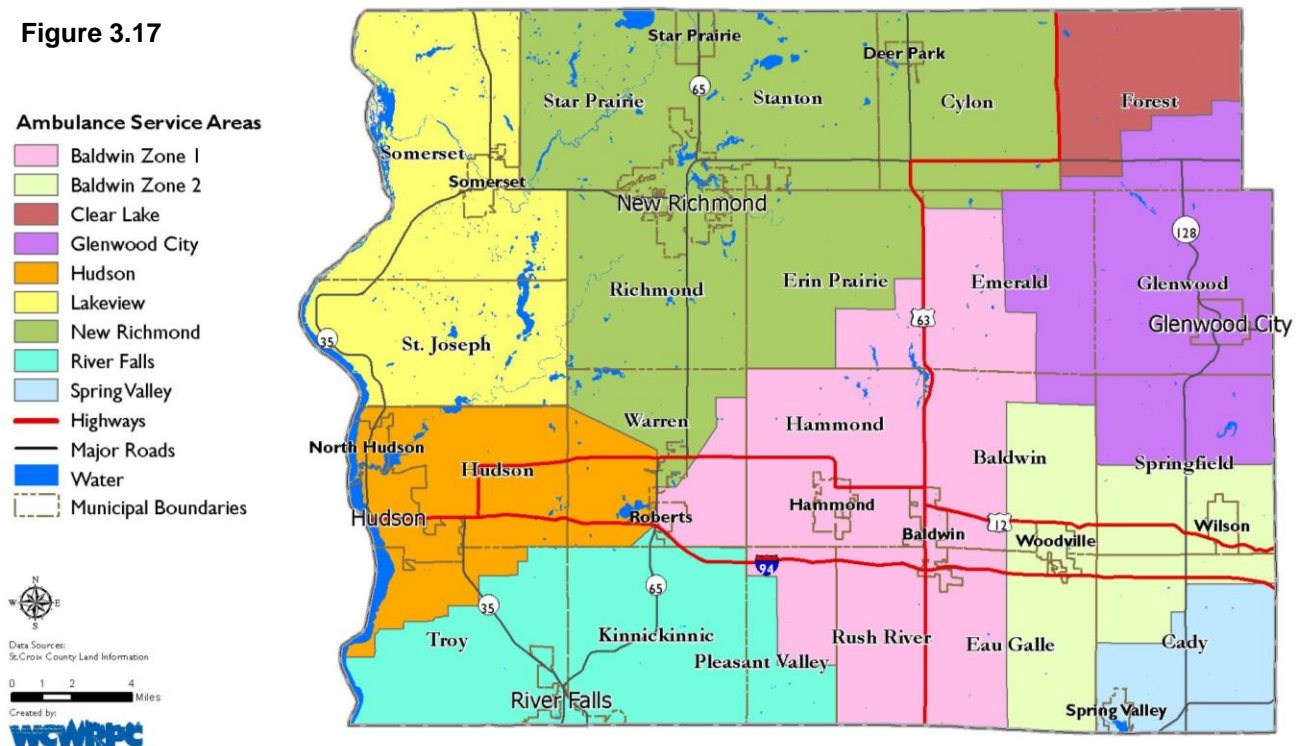 Figure 3.17
Ambulance Service Areas
Baldwin Zone 1
Baldwin Zone 2
Clear Lake
Glenwood City
Hudson
Lakeview
New Richmond
River Falls
Spring Valley
Highways
Major Roads
Water
Municipal Boundaries
N
W E
S
Data Sources:
St.Croix County Land Information
0 1 2 4
Miles
Created by:
WCWRPC
Star Prairie
Deer Park
65
Star Prairie
Stanton
Cylon
Forest
Somerset
Somerset
New Richmond
128
Richmond
Erin Prairie
Emerald
Glenwood
63
Glenwood City
35
St. Joseph
Warren
Hammond
North Hudson
Hudson
Baldwin
Springfield
Hudson
Roberts
Hammond
Baldwin
12
Woodville
Wilson
94
65
35
Troy
Kinnickinnic
Pleasant Valley
Rush River
Eau Galle
Cady
River Falls
Spring Valley